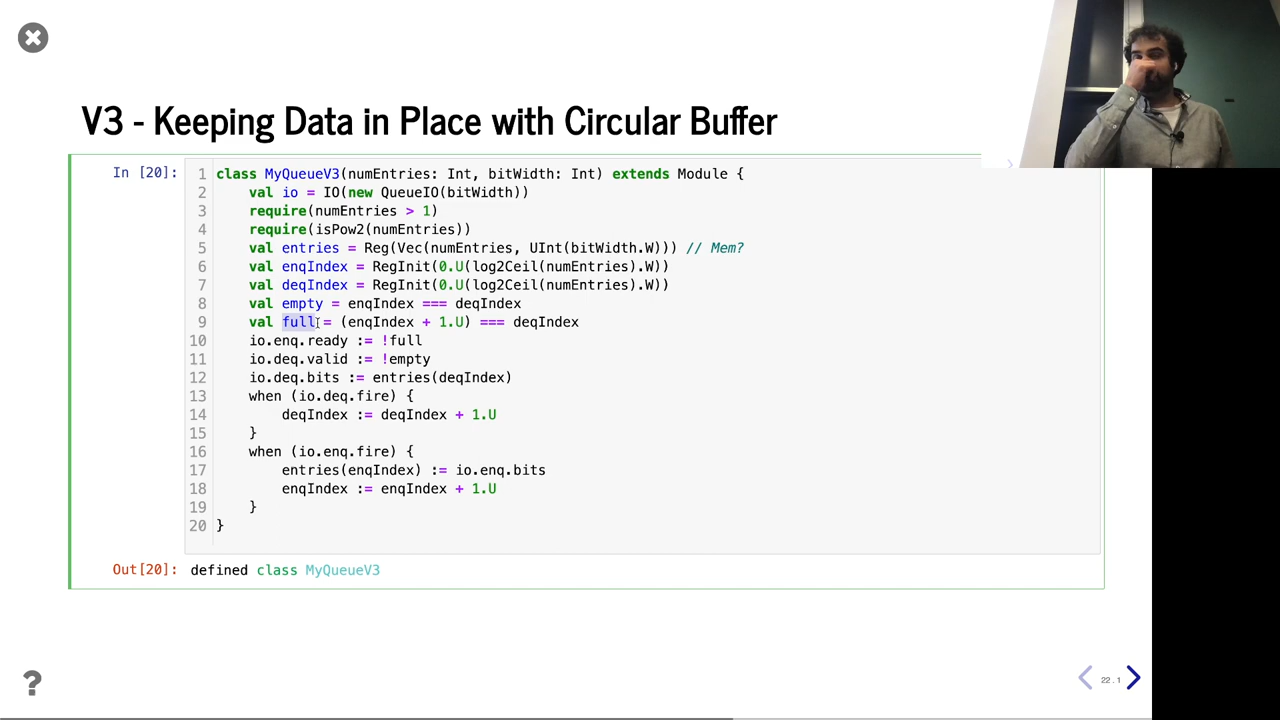 V3 - Keeping Data in Place with Circular Buffer
In [20]:
1 class MyQueueV3(numEntries: Int, bitWidth: Int) extends Module {
2     val io = IO(new QueueIO(bitWidth))
3     require(numEntries > 1)
4     require(isPow2(numEntries))
5     val entries = Reg(Vec(numEntries, UInt(bitWidth.W))) // Mem?
6     val enqIndex = RegInit(0.U(log2Ceil(numEntries).W))
7     val deqIndex = RegInit(0.U(log2Ceil(numEntries).W))
8     val empty = enqIndex === deqIndex
9     val full = (enqIndex + 1.U) === deqIndex
10     io.enq.ready := !full
11     io.deq.valid := !empty
12     io.deq.bits := entries(deqIndex)
13     when (io.deq.fire) {
14         deqIndex := deqIndex + 1.U
15     }
16     when (io.enq.fire) {
17         entries(enqIndex) := io.enq.bits
18         enqIndex := enqIndex + 1.U
19     }
20 }
Out[20]: defined class MyQueueV3
?
22.1